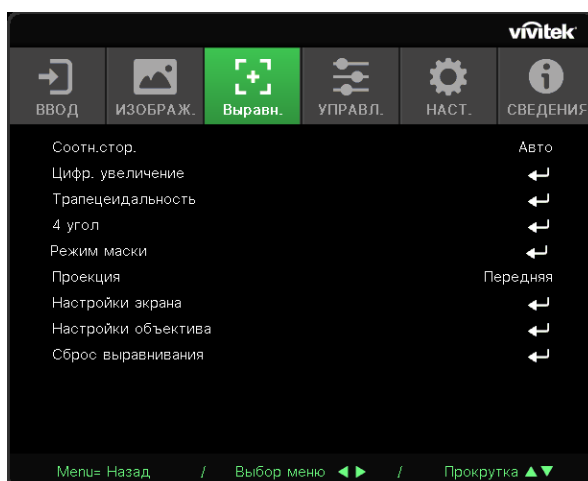 vivitek
ВВОД ИЗОБРАЖ. Выравн. УПРАВЛ. НАСТ. СВЕДЕНИЯ
Соотн.стор. Авто
Цифр. увеличение
Трапецеидальность
4 угол
Режим маски
Проекция Передняя
Настройки экрана
Настройки объектива
Сброс выравнивания
Menu= Назад / Выбор меню ◄► / Прокрутка ▲▼